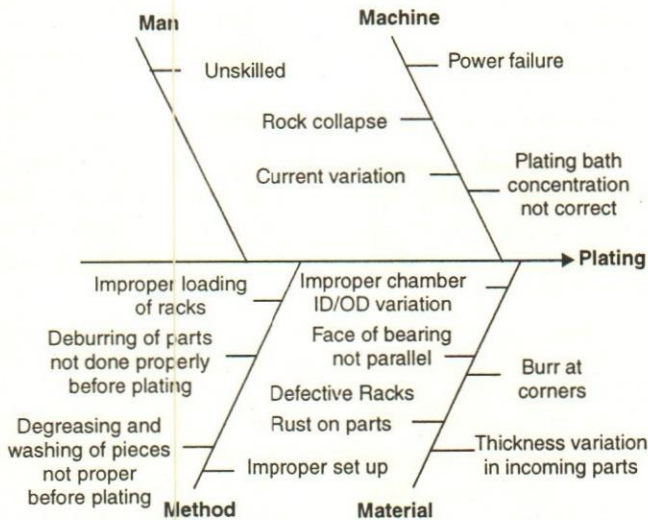 Man
Machine
Unskilled
Power failure
Rock collapse
Current variation
Plating bath
concentration
not correct
Plating
Improper loading
of racks
Deburring of parts
not done properly
before plating
Degreasing and
washing of pieces
not proper
before plating
Improper set up
Method
Improper chamber
ID/OD variation
Face of bearing
not parallel
Defective Racks
Rust on parts
Burr at
corners
Thickness variation
in incoming parts
Material